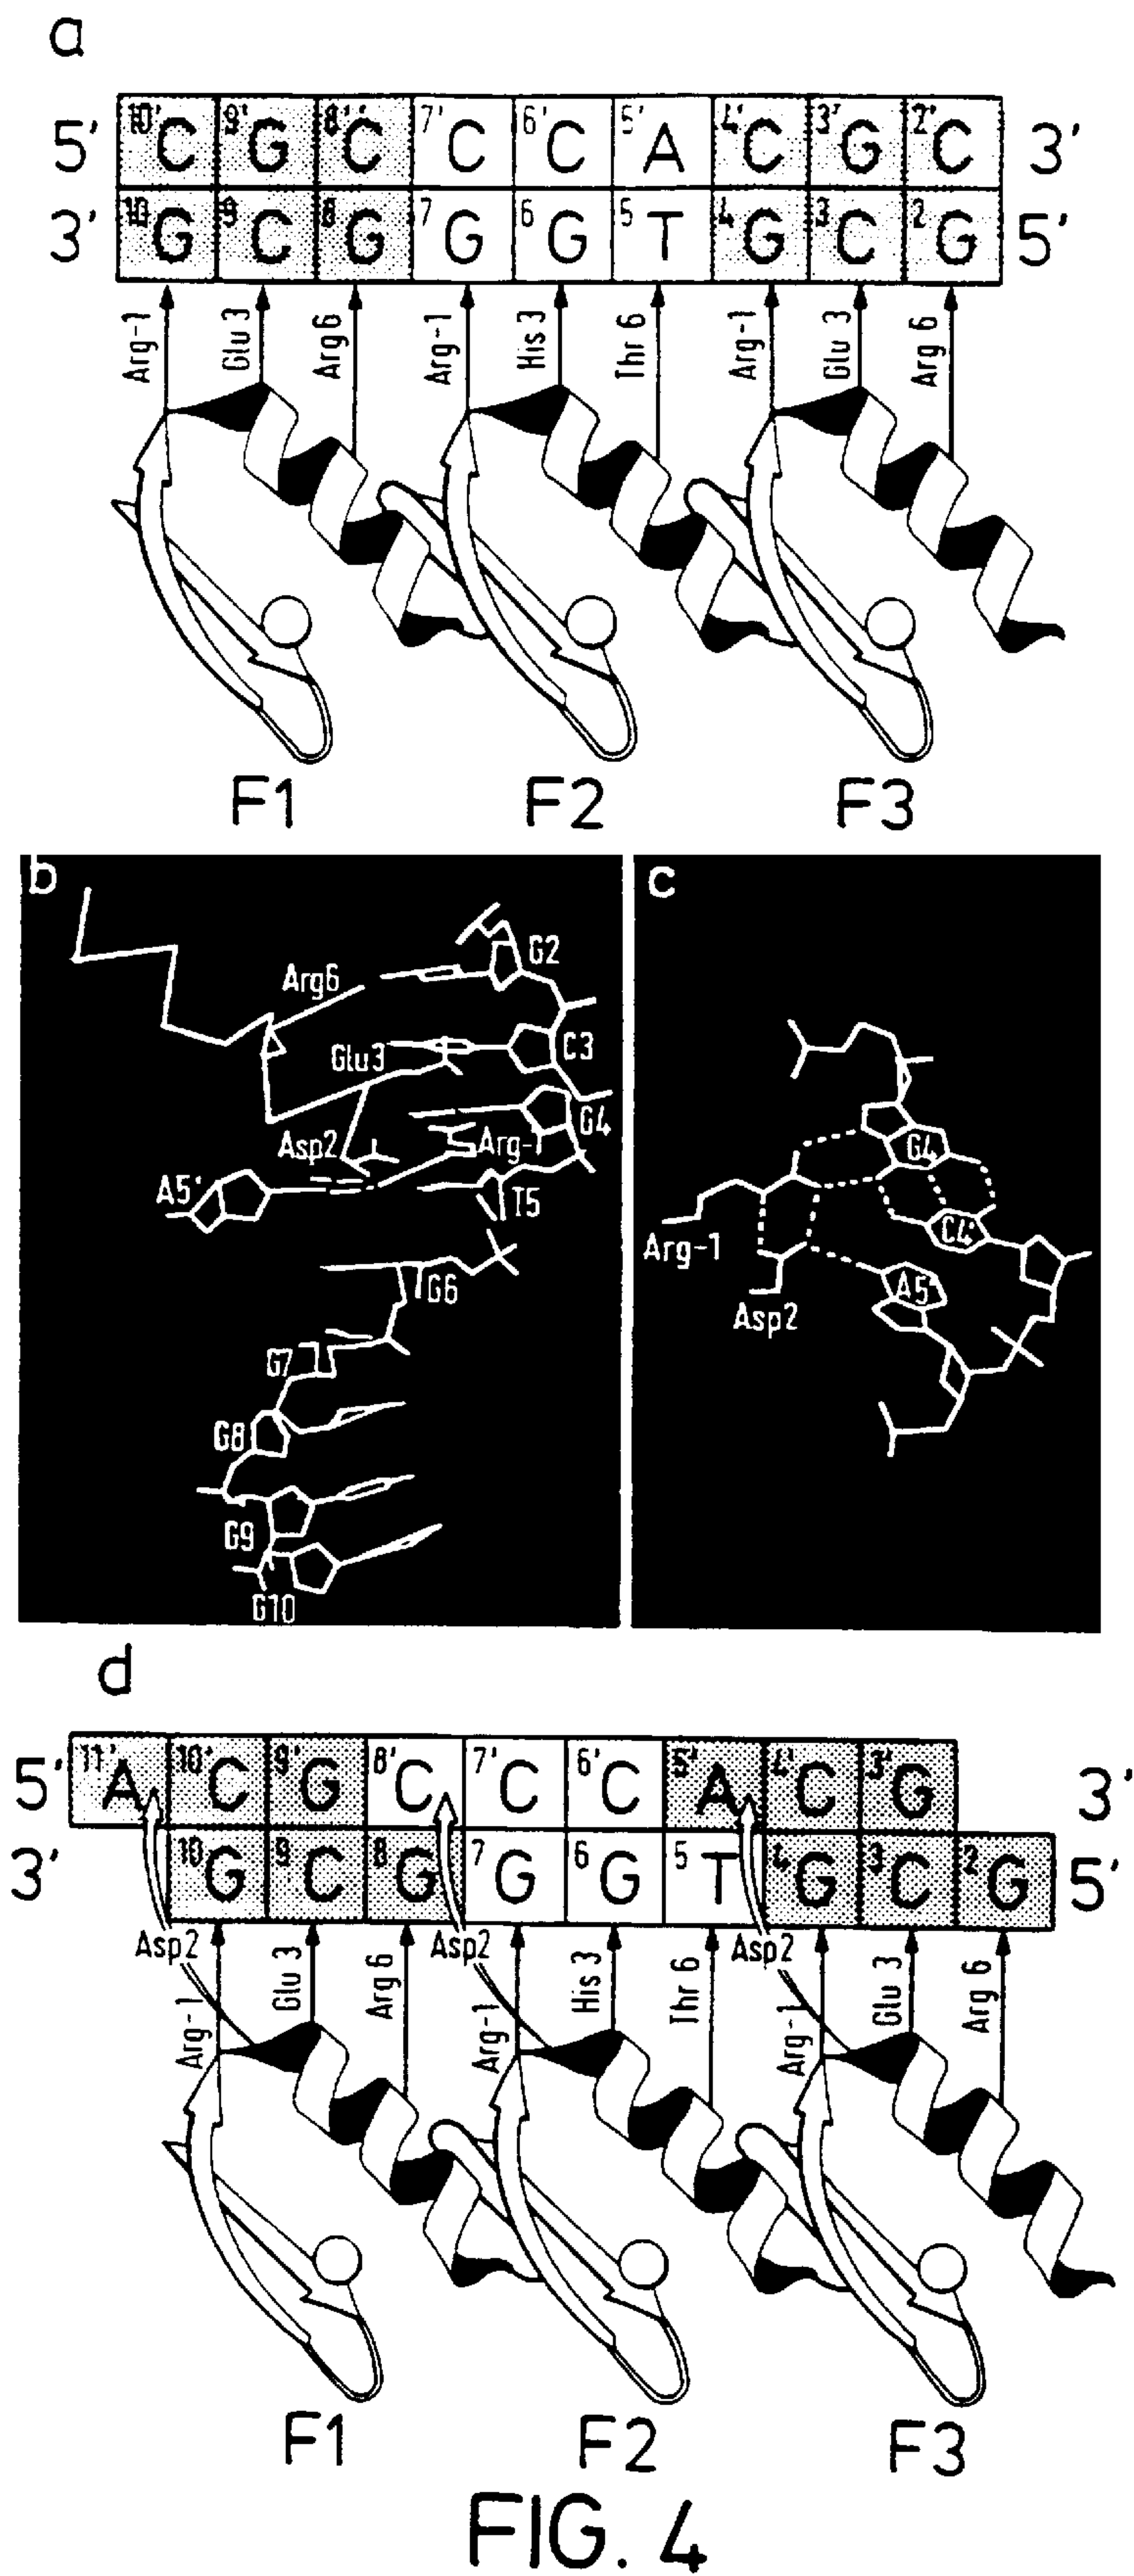 a
5' 10' C 9' G 8' C 7' C 6' C 5' A 4' C 3' G 2' C 3'
3' 10 G 9 C 8 G 7 G 6 G 5 T 4 G 3 C 2 G 5'
Arg-1 Glu 3 Arg 6 Arg-1 His 3 Thr 6 Arg-1 Glu 3 Arg 6
F1 F2 F3
b
G2
Arg6
Glu3
C3
G4
Asp2
Arg-1
A5'
T5
G6
G7
G8
G9
G10
c
G4
C4'
Arg-1
A5'
Asp2
d
5' 11' A 10' C 9' G 8' C 7' C 6' C 5' A 4' C 3' G 3'
3' 10 G 9 C 8 G 7 G 6 G 5 T 4 G 3 C 2 G 5'
Asp2 Asp2 Asp2
Arg-1 Glu 3 Arg 6 Arg-1 His 3 Thr 6 Arg-1 Glu 3 Arg 6
F1 F2 F3
FIG. 4